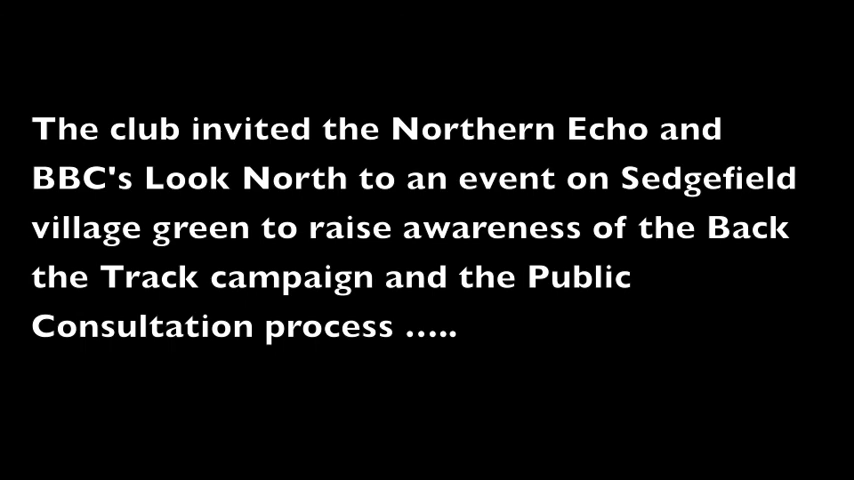 The club invited the Northern Echo and
BBC's Look North to an event on Sedgefield
village green to raise awareness of the Back
the Track campaign and the Public
Consultation process …..